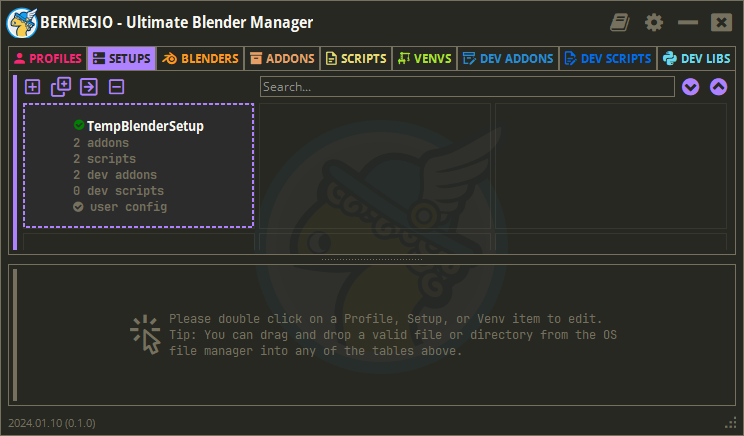 BERMESIO - Ultimate Blender Manager
PROFILES SETUPS BLENDERS ADDONS SCRIPTS VENVS DEV ADDONS DEV SCRIPTS DEV LIBS
Search...
TempBlenderSetup
2 addons
2 scripts
2 dev addons
0 dev scripts
user config
Please double click on a Profile, Setup, or Venv item to edit.
Tip: You can drag and drop a valid file or directory from the OS
file manager into any of the tables above.
2024.01.10 (0.1.0)